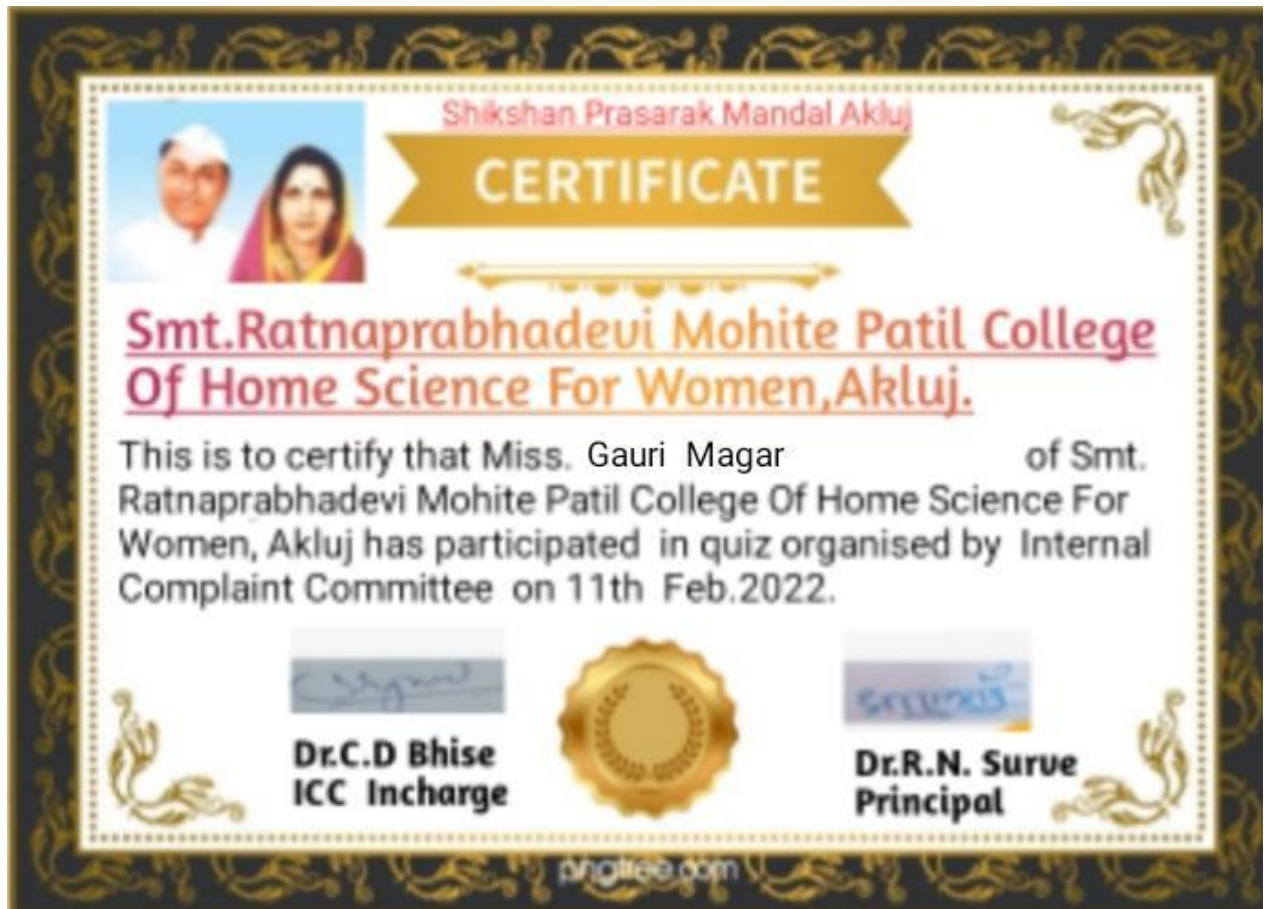 Shikshan Prasarak Mandal Akluj
CERTIFICATE
Smt.Ratnaprabhadevi Mohite Patil College
Of Home Science For Women,Akluj.
This is to certify that Miss. Gauri Magar of Smt.
Ratnaprabhadevi Mohite Patil College Of Home Science For
Women, Akluj has participated in quiz organised by Internal
Complaint Committee on 11th Feb.2022.
Dr.C.D Bhise
ICC Incharge
Dr.R.N. Surve
Principal
pngtree.com